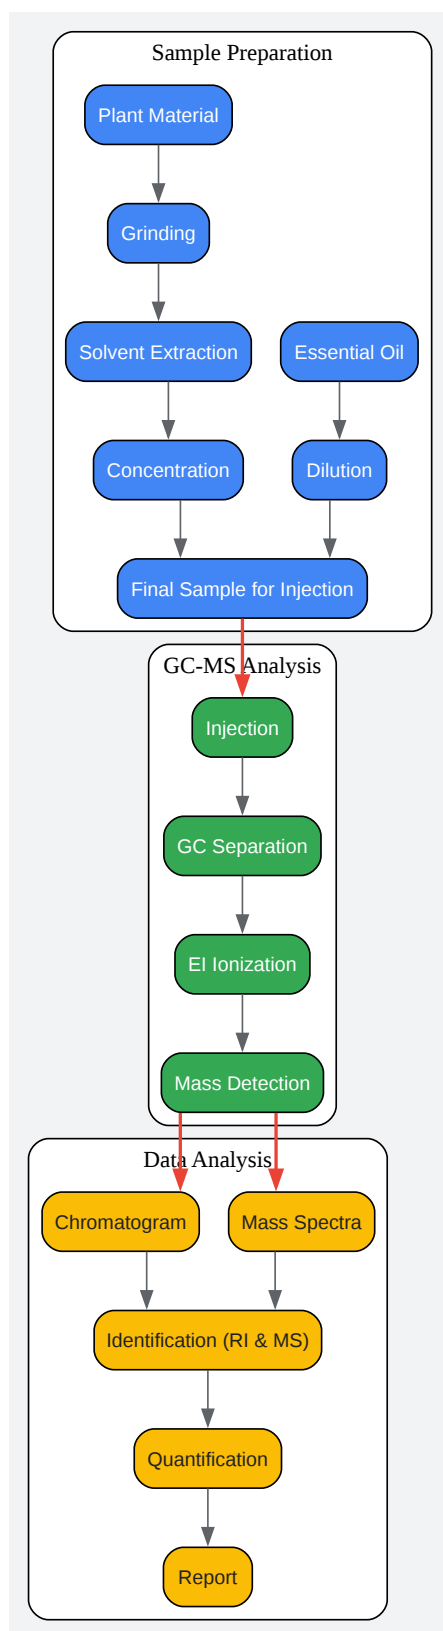 Sample Preparation
Plant Material
Grinding
Solvent Extraction
Essential Oil
Concentration
Dilution
Final Sample for Injection
GC-MS Analysis
Injection
GC Separation
EI Ionization
Mass Detection
Data Analysis
Chromatogram
Mass Spectra
Identification (RI & MS)
Quantification
Report